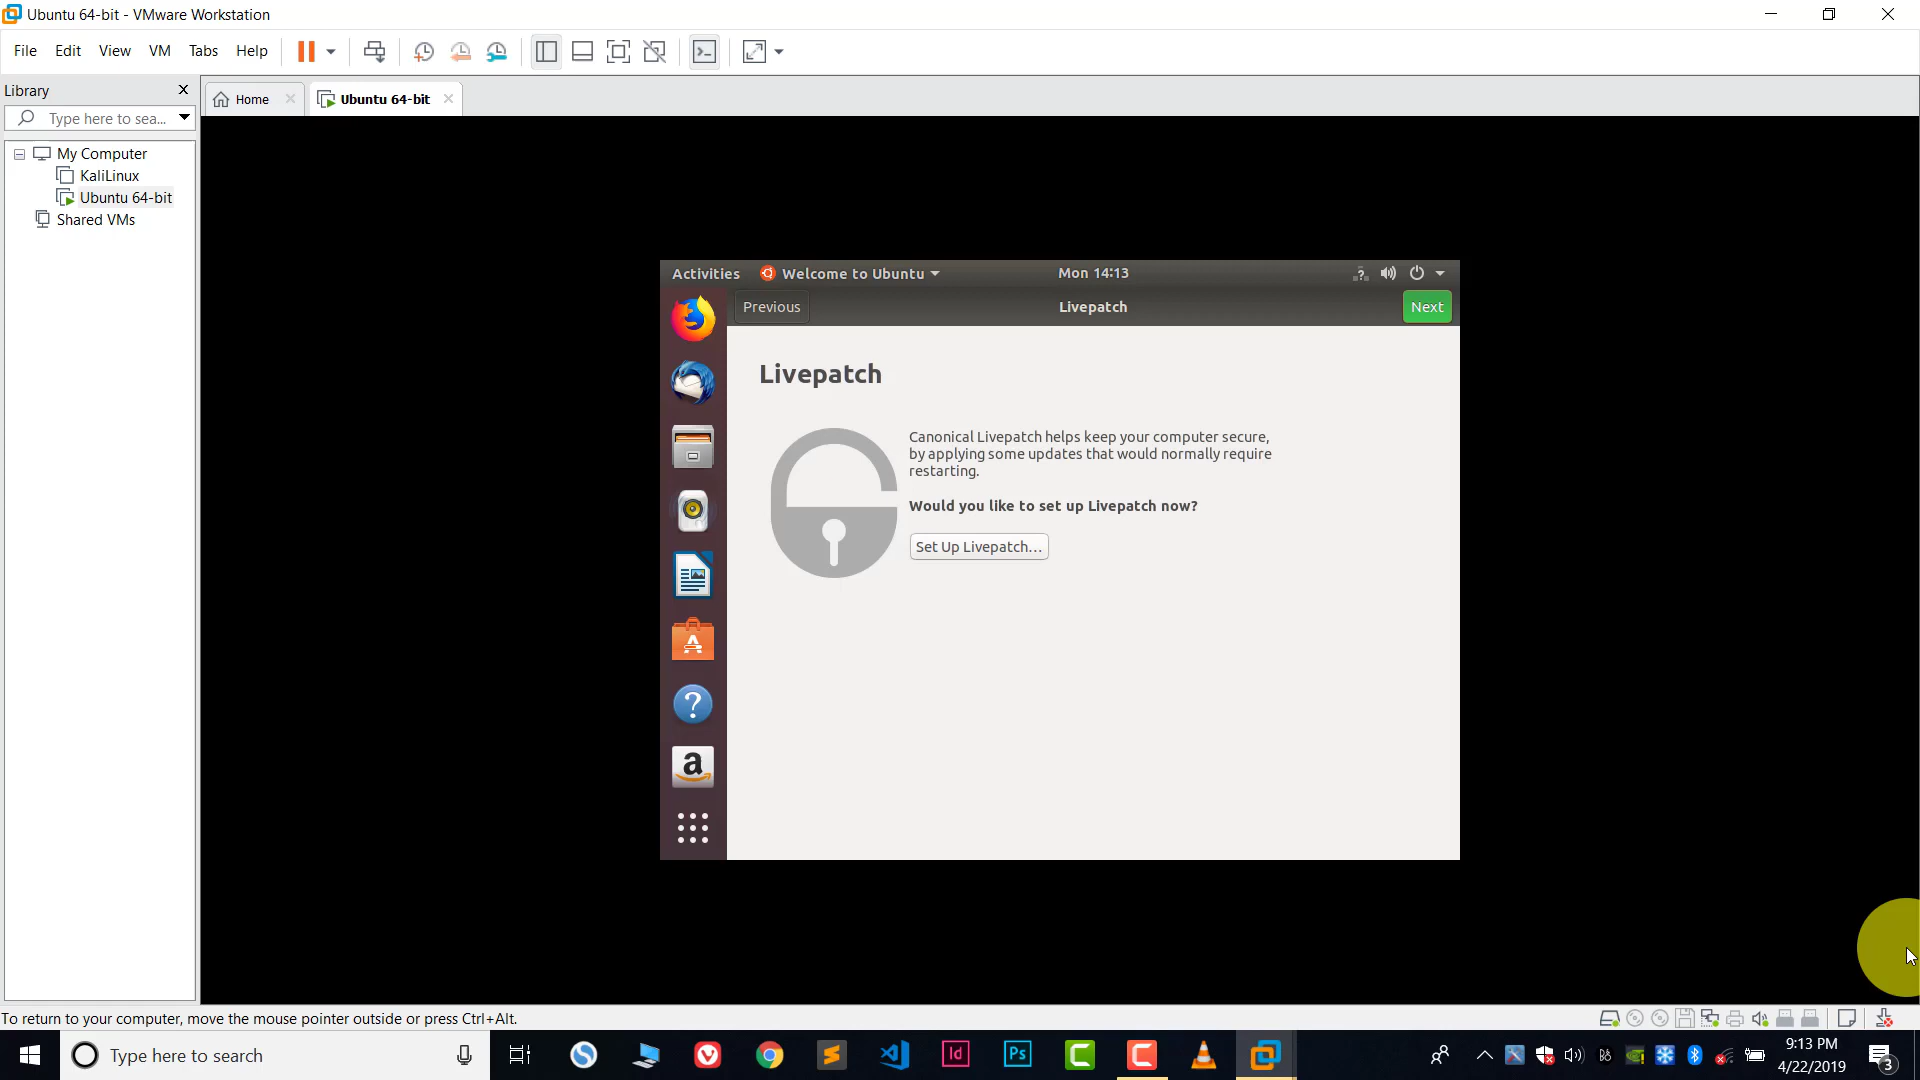 Ubuntu 64-bit - VMware Workstation
File Edit View VM Tabs Help
Library
Home
Ubuntu 64-bit
Type here to sea...
My Computer
KaliLinux
Ubuntu 64-bit
Shared VMs
Activities
Welcome to Ubuntu
Mon 14:13
Previous
Livepatch
Next
Livepatch
Canonical Livepatch helps keep your computer secure,
by applying some updates that would normally require
restarting.
Would you like to set up Livepatch now?
Set Up Livepatch…
To return to your computer, move the mouse pointer outside or press Ctrl+Alt.
Type here to search
Id
Ps
9:13 PM
4/22/2019
3